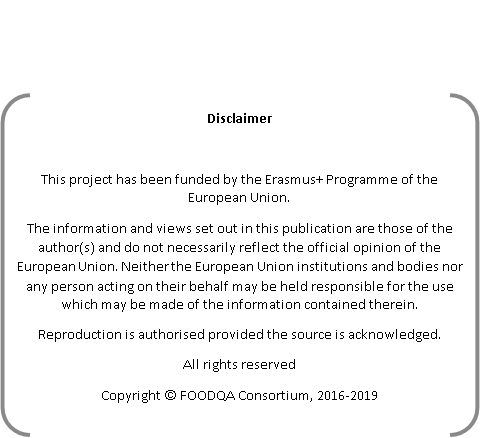 Disclaimer
This project has been funded by the Erasmus+ Programme of the
European Union.
The information and views set out in this publication are those of the
author(s) and do not necessarily reflect the official opinion of the
European Union. Neither the European Union institutions and bodies nor
any person acting on their behalf may be held responsible for the use
which may be made of the information contained therein.
Reproduction is authorised provided the source is acknowledged.
All rights reserved
Copyright © FOODQA Consortium, 2016-2019